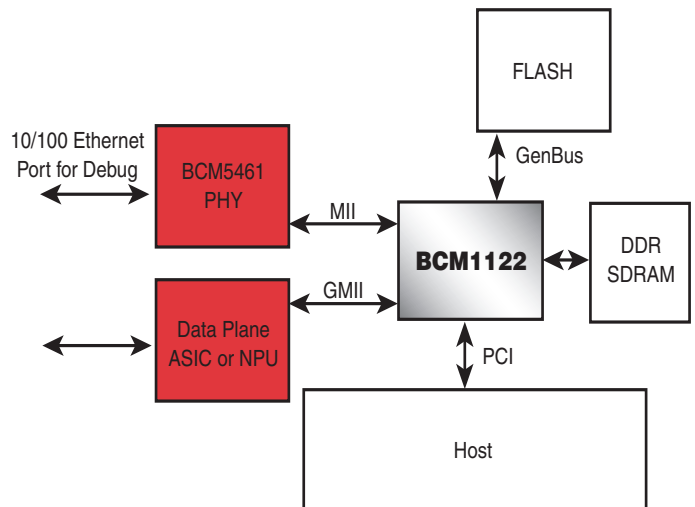 FLASH
10/100 Ethernet
Port for Debug
BCM5461
PHY
GenBus
MII
BCM1122
DDR
SDRAM
GMII
Data Plane
ASIC or NPU
PCI
Host